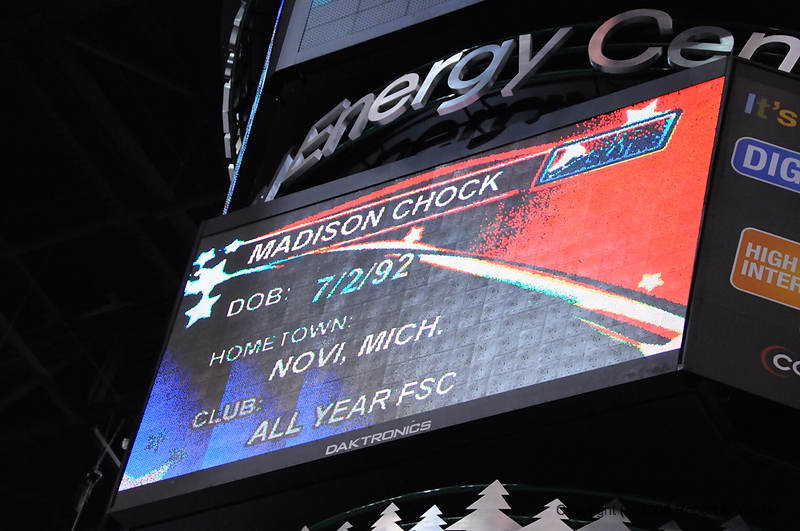 Energy Cen
MADISON CHOCK
DOB: 7/2/92
HOMETOWN:
NOVI, MICH.
CLUB:
ALL YEAR FSC
DAKTRONICS
It's
DIG
HIGH
INTER
CO